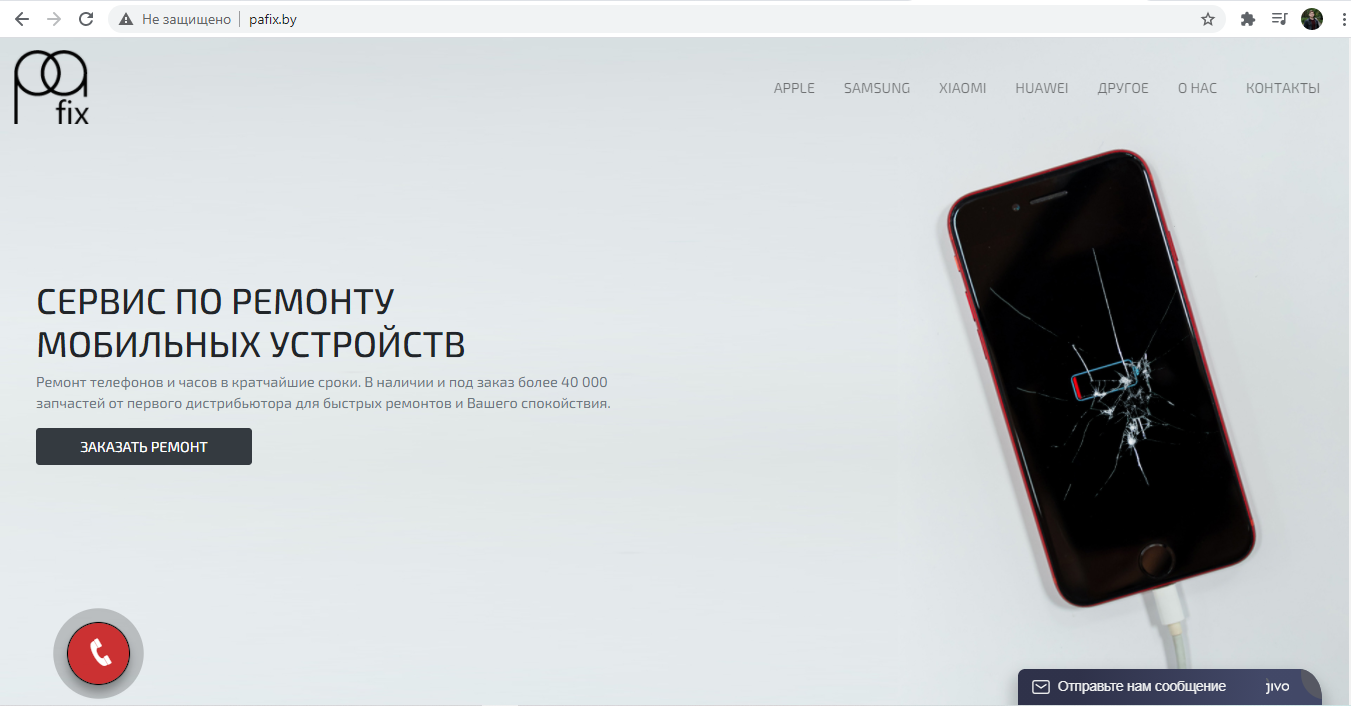 Не защищено | pafix.by
pa
fix
APPLE SAMSUNG XIAOMI HUAWEI ДРУГОЕ О НАС КОНТАКТЫ
СЕРВИС ПО РЕМОНТУ
МОБИЛЬНЫХ УСТРОЙСТВ
Ремонт телефонов и часов в кратчайшие сроки. В наличии и под заказ более 40 000
запчастей от первого дистрибьютора для быстрых ремонтов и Вашего спокойствия.
ЗАКАЗАТЬ РЕМОНТ
Отправьте нам сообщение jivo